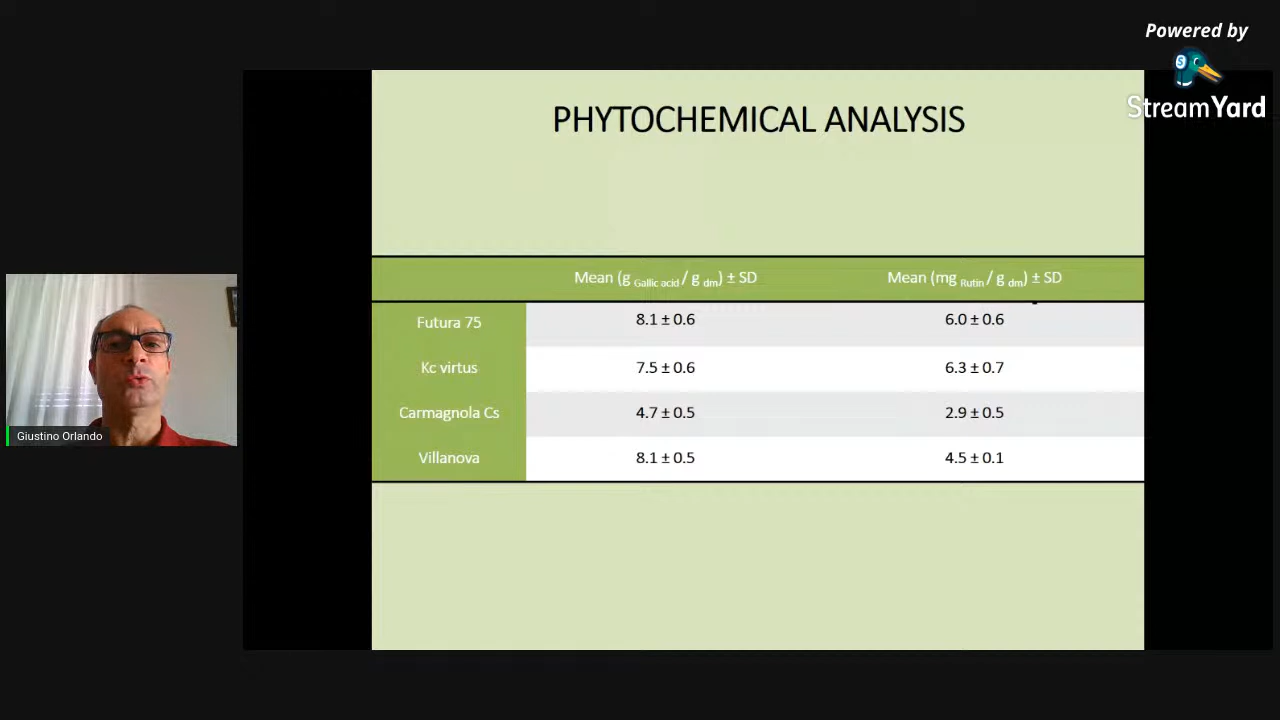 Powered by
StreamYard
PHYTOCHEMICAL ANALYSIS
Mean (g Gallic acid / g dm) ± SD Mean (mg Rutin / g dm) ± SD
Futura 75 8.1 ± 0.6 6.0 ± 0.6
Kc virtus 7.5 ± 0.6 6.3 ± 0.7
Carmagnola Cs 4.7 ± 0.5 2.9 ± 0.5
Villanova 8.1 ± 0.5 4.5 ± 0.1
Giustino Orlando